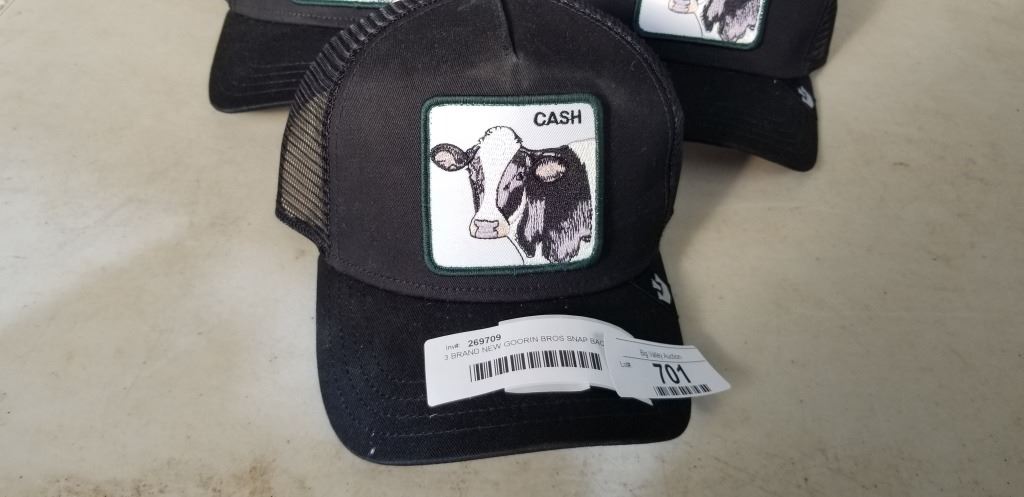 CASH
Inv#: 269709
3 BRAND NEW GOORIN BROS SNAP BAC
Big Valley Auction
Lot#: 701